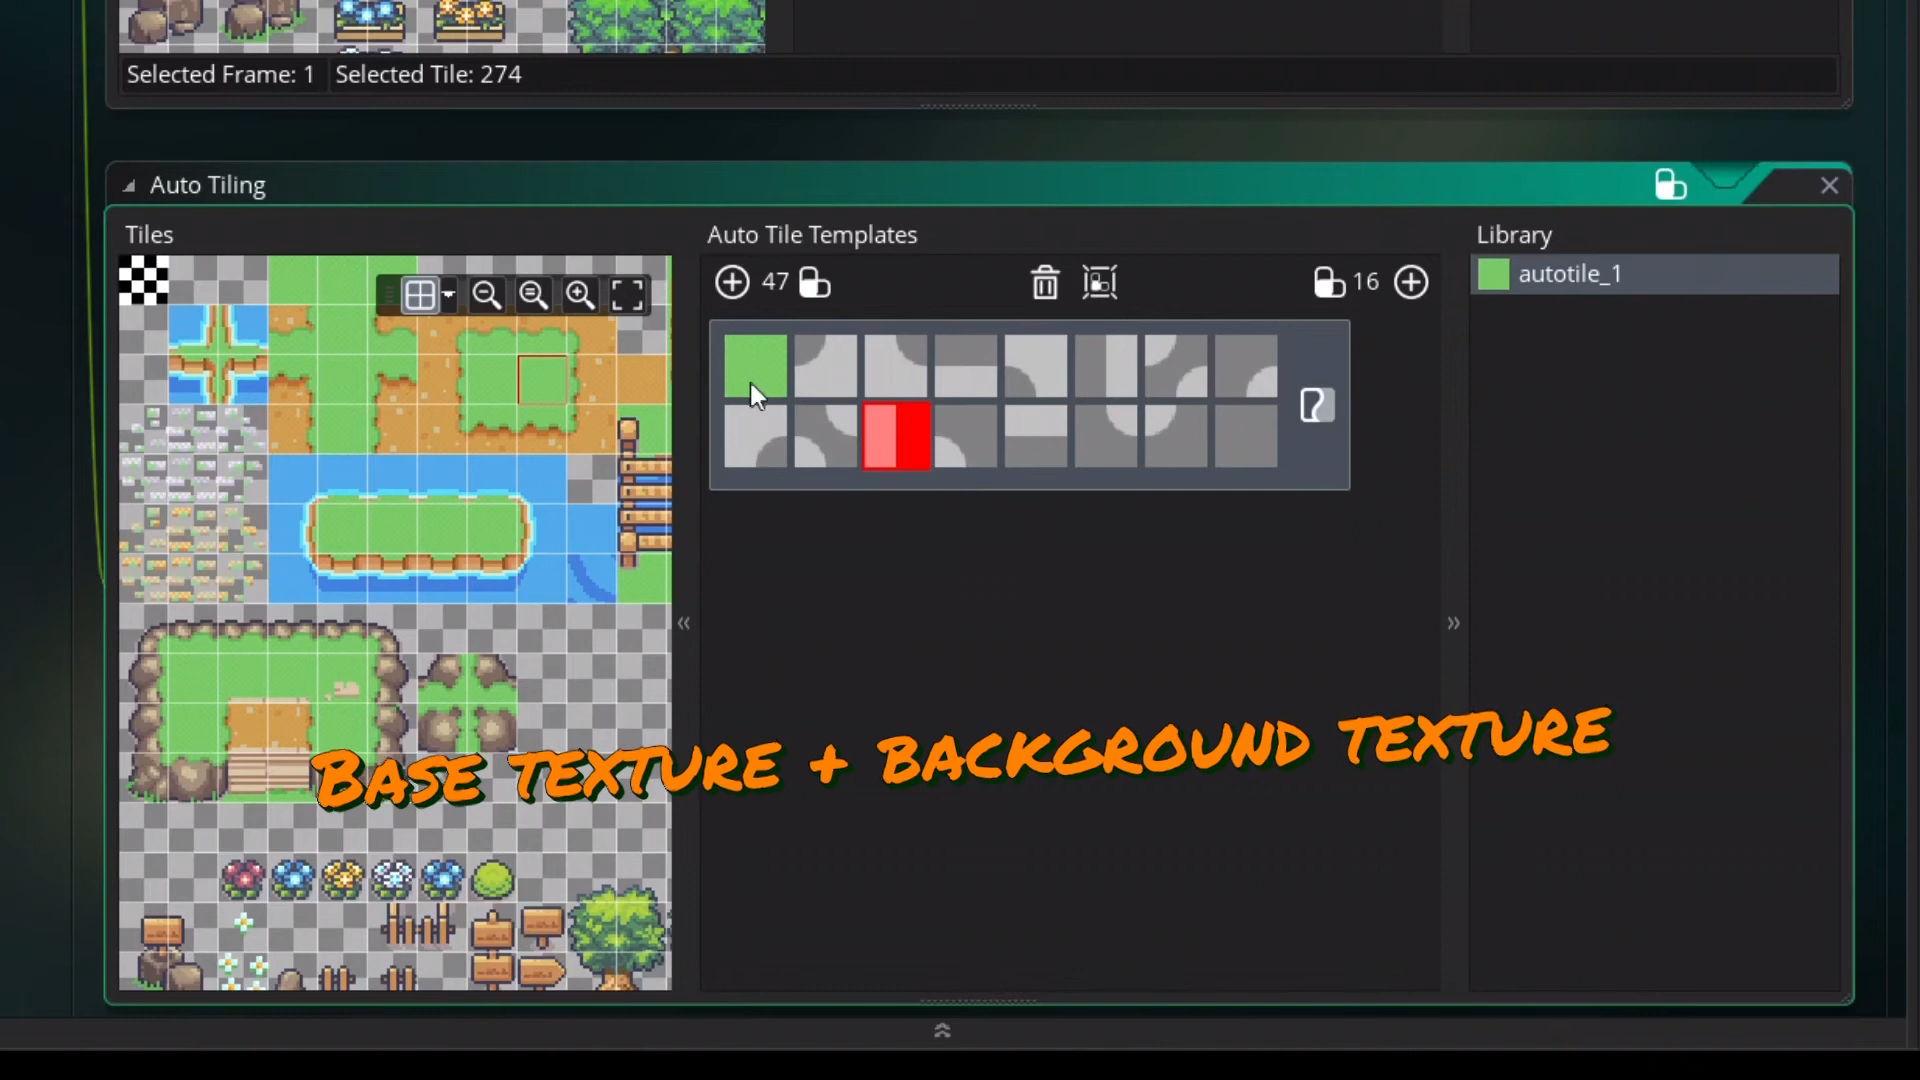 Selected Frame: 1 Selected Tile: 274
Auto Tiling
Tiles
Auto Tile Templates
Library
47
16
autotile_1
BASE TEXTURE + BACKGROUND TEXTURE